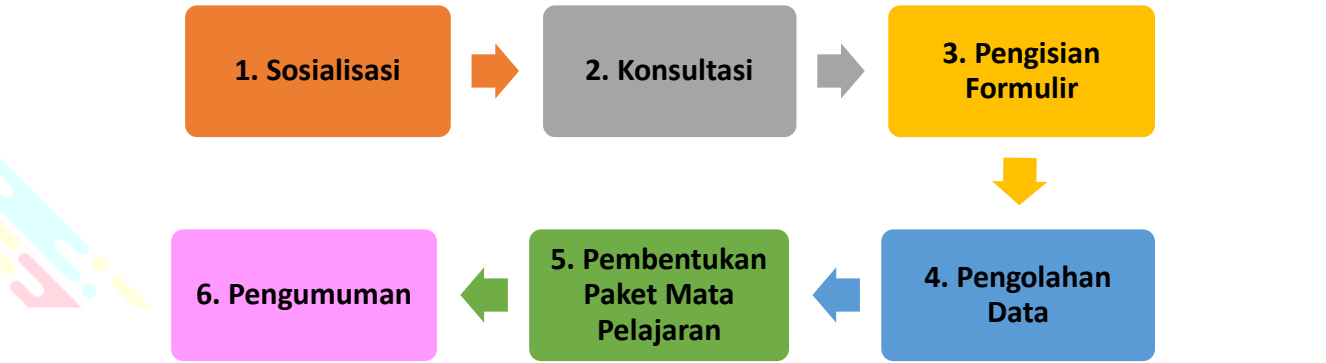 1. Sosialisasi
2. Konsultasi
3. Pengisian
Formulir
4. Pengolahan
Data
5. Pembentukan
Paket Mata
Pelajaran
6. Pengumuman